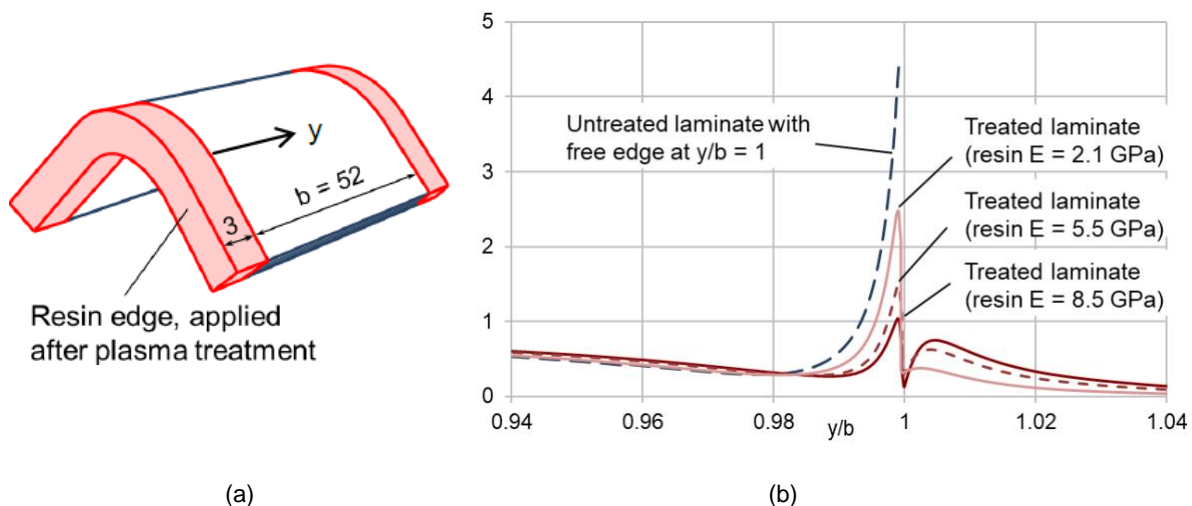 y
b = 52
3
Resin edge, applied
after plasma treatment
(a)
5
4
3
2
1
0
0.94
0.96
0.98
y/b
1
1.02
1.04
Untreated laminate with
free edge at y/b = 1
Treated laminate
(resin E = 2.1 GPa)
Treated laminate
(resin E = 5.5 GPa)
Treated laminate
(resin E = 8.5 GPa)
(b)